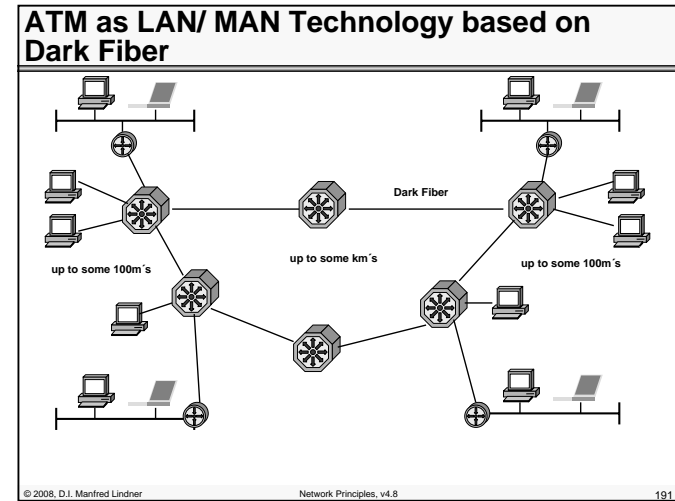 ATM as LAN/ MAN Technology based on
Dark Fiber
Dark Fiber
up to some 100m´s
up to some km´s
up to some 100m´s
© 2008, D.I. Manfred Lindner
Network Principles, v4.8
191